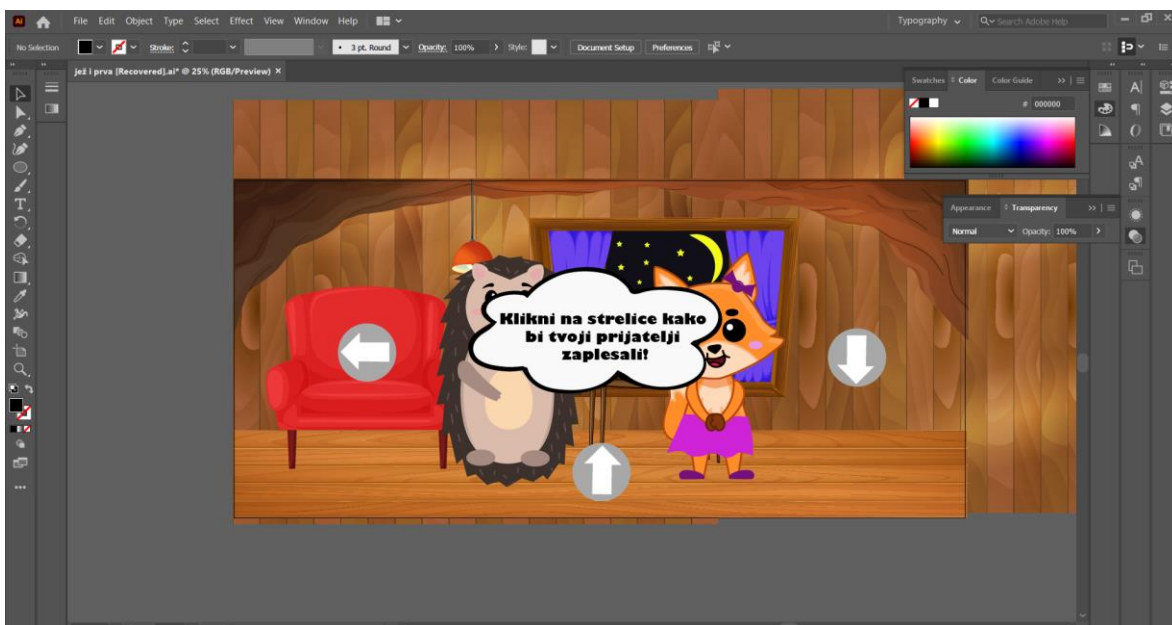 Ai File Edit Object Type Select Effect View Window Help Typography Search Adobe Help
No Selection Stroke: 3 pt. Round Opacity: 100% Style: Document Setup Preferences
jež i prva [Recovered].ai* @ 25% (RGB/Preview) ×
Swatches Color Color Guide
# 000000
Appearance Transparency
Normal Opacity: 100%
Klikni na strelice kako
bi tvoji prijatelji
zaplesali!